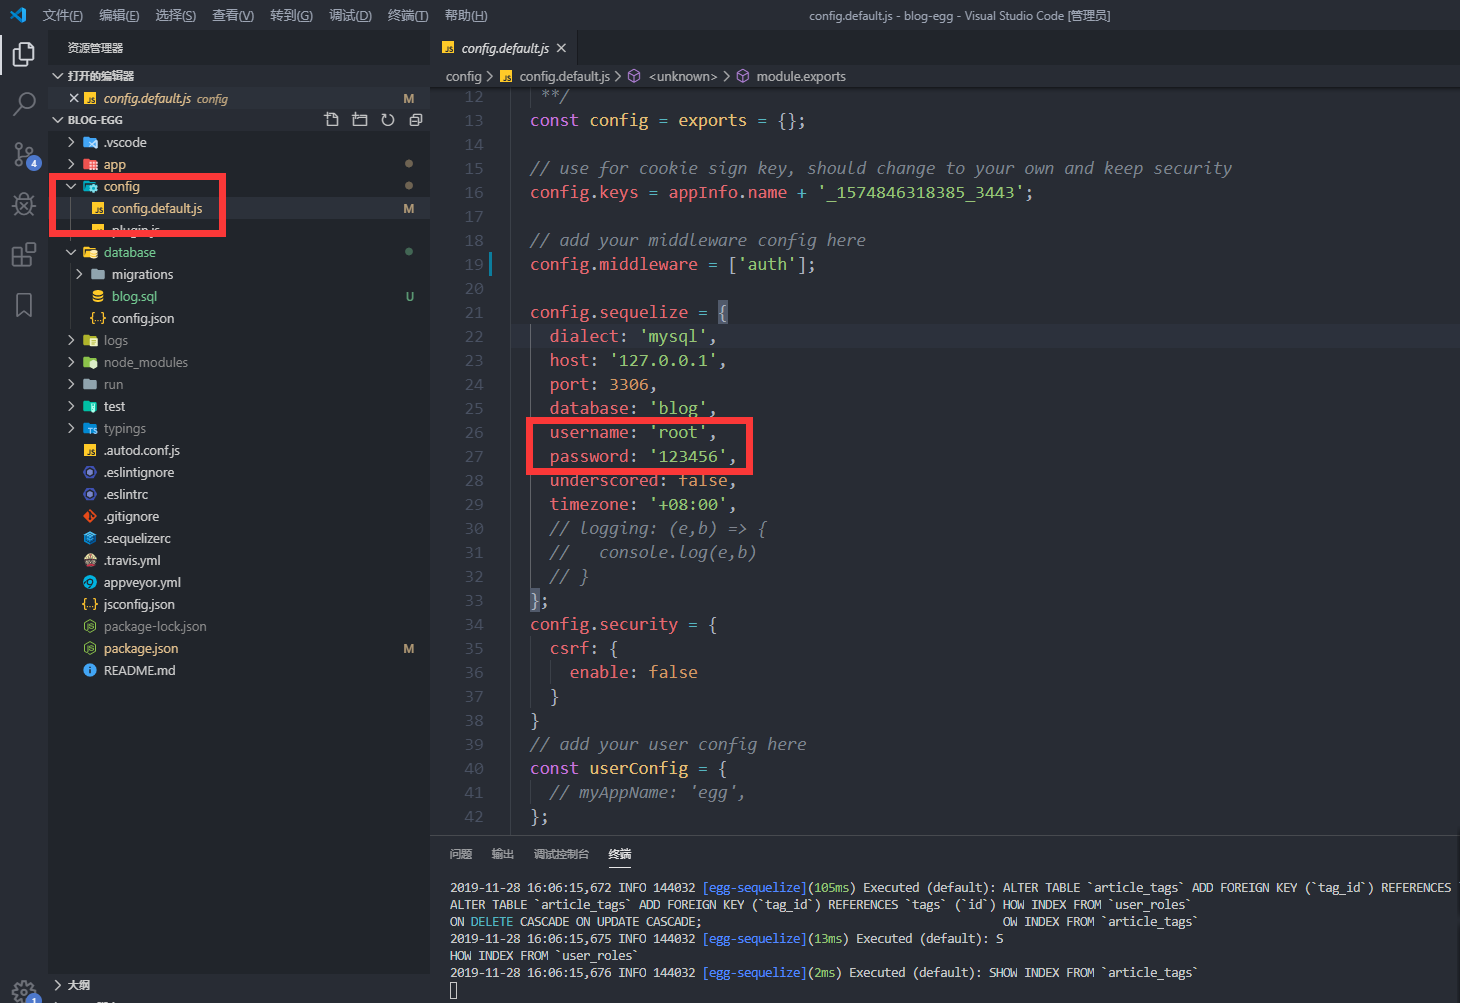 文件(F) 编辑(E) 选择(S) 查看(V) 转到(G) 调试(D) 终端(T) 帮助(H)
config.default.js - blog-egg - Visual Studio Code [管理员]
资源管理器
打开的编辑器
config.default.js config M
BLOG-EGG
.vscode
app
config
config.default.js M
plugin.js
database
migrations
blog.sql U
config.json
logs
node_modules
run
test
typings
.autod.conf.js
.eslintignore
.eslintrc
.gitignore
.sequelizerc
.travis.yml
appveyor.yml
jsconfig.json
package-lock.json
package.json M
README.md
大纲
4
1
config.default.js
config > config.default.js > <unknown> > module.exports
12 **/
13 const config = exports = {};
14
15 // use for cookie sign key, should change to your own and keep security
16 config.keys = appInfo.name + '_1574846318385_3443';
17
18 // add your middleware config here
19 config.middleware = ['auth'];
20
21 config.sequelize = {
22 dialect: 'mysql',
23 host: '127.0.0.1',
24 port: 3306,
25 database: 'blog',
26 username: 'root',
27 password: '123456',
28 underscored: false,
29 timezone: '+08:00',
30 // logging: (e,b) => {
31 //   console.log(e,b)
32 // }
33 };
34 config.security = {
35 csrf: {
36 enable: false
37 }
38 }
39 // add your user config here
40 const userConfig = {
41 // myAppName: 'egg',
42 };
问题 输出 调试控制台 终端
2019-11-28 16:06:15,672 INFO 144032 [egg-sequelize](105ms) Executed (default): ALTER TABLE `article_tags` ADD FOREIGN KEY (`tag_id`) REFERENCES
ALTER TABLE `article_tags` ADD FOREIGN KEY (`tag_id`) REFERENCES `tags` (`id`) HOW INDEX FROM `user_roles`
ON DELETE CASCADE ON UPDATE CASCADE; OW INDEX FROM `article_tags`
2019-11-28 16:06:15,675 INFO 144032 [egg-sequelize](13ms) Executed (default): S
HOW INDEX FROM `user_roles`
2019-11-28 16:06:15,676 INFO 144032 [egg-sequelize](2ms) Executed (default): SHOW INDEX FROM `article_tags`